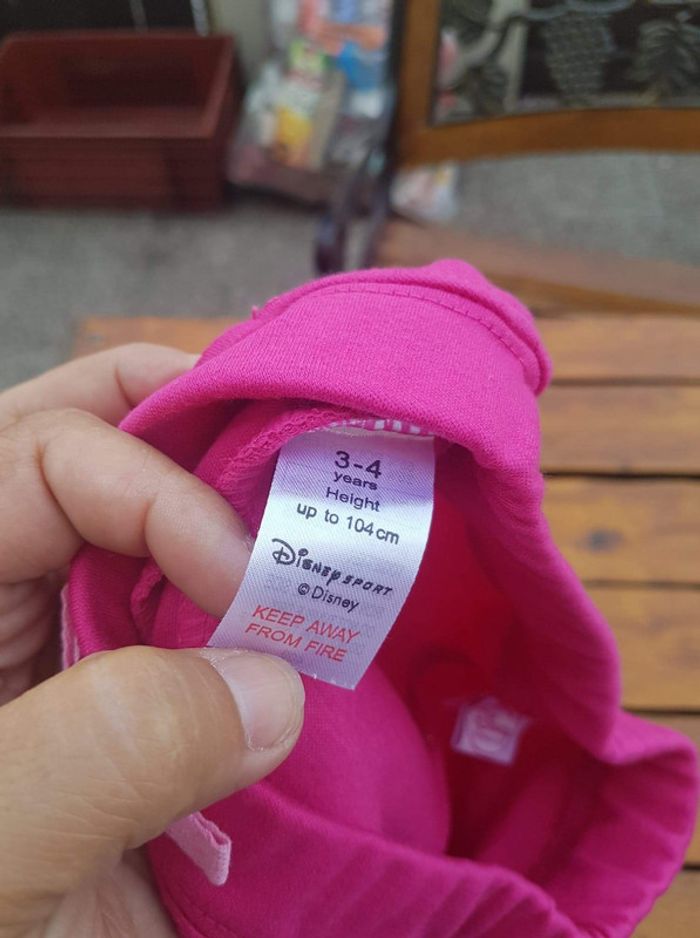 3-4
years
Height
up to 104cm
Disney SPORT
©Disney
KEEP AWAY
FROM FIRE